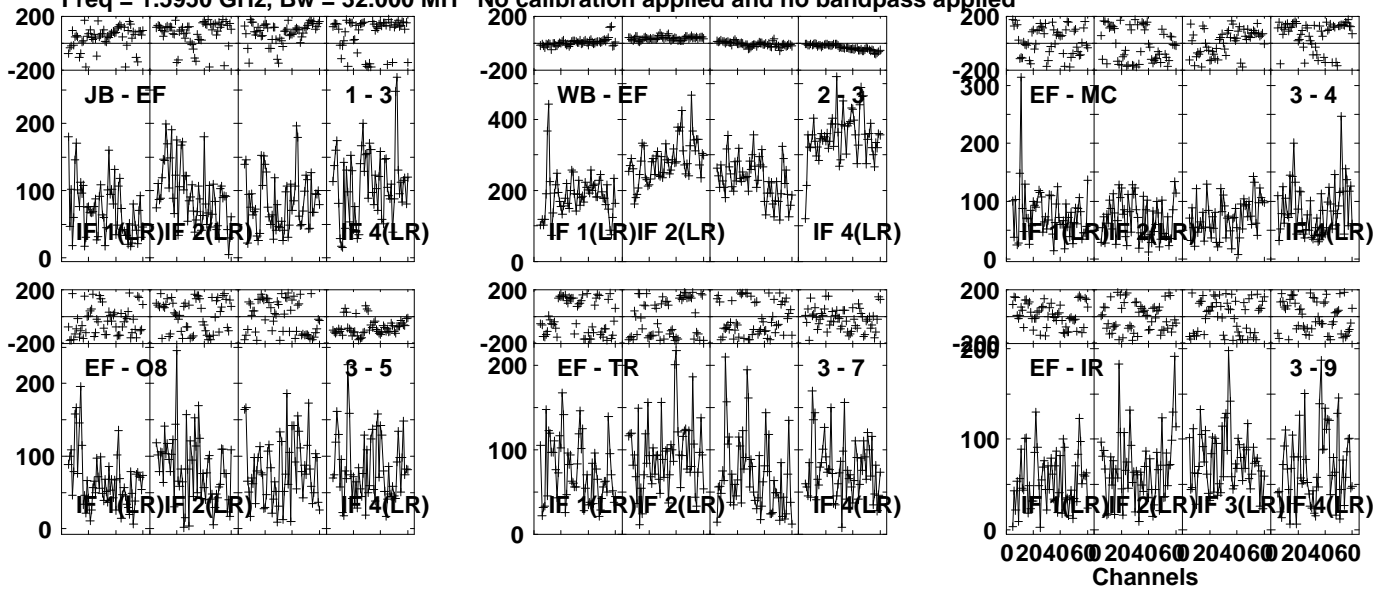 Freq = 1.5950 GHz, Bw = 32.000 MH No calibration applied and no bandpass applied
200 200 200
-200 -200 -200
JB - EF 1 - 3 WB - EF 2 - 3 EF - MC 3 - 4
300
200 400 200
100 200 100
IF 1(LR) IF 2(LR) IF 4(LR) IF 1(LR) IF 2(LR) IF 4(LR) IF 1(LR) IF 2(LR) IF 4(LR)
0 0 0
200 200 200
-200 -200 -200
EF - O8 3 - 5 EF - TR 3 - 7 EF - IR 3 - 9
200 200 200
100 100 100
IF 1(LR) IF 2(LR) IF 4(LR) IF 1(LR) IF 2(LR) IF 4(LR) IF 1(LR) IF 2(LR) IF 3(LR) IF 4(LR)
0 0 0
0 20 40 60 0 20 40 60 0 20 40 60 0 20 40 60
Channels